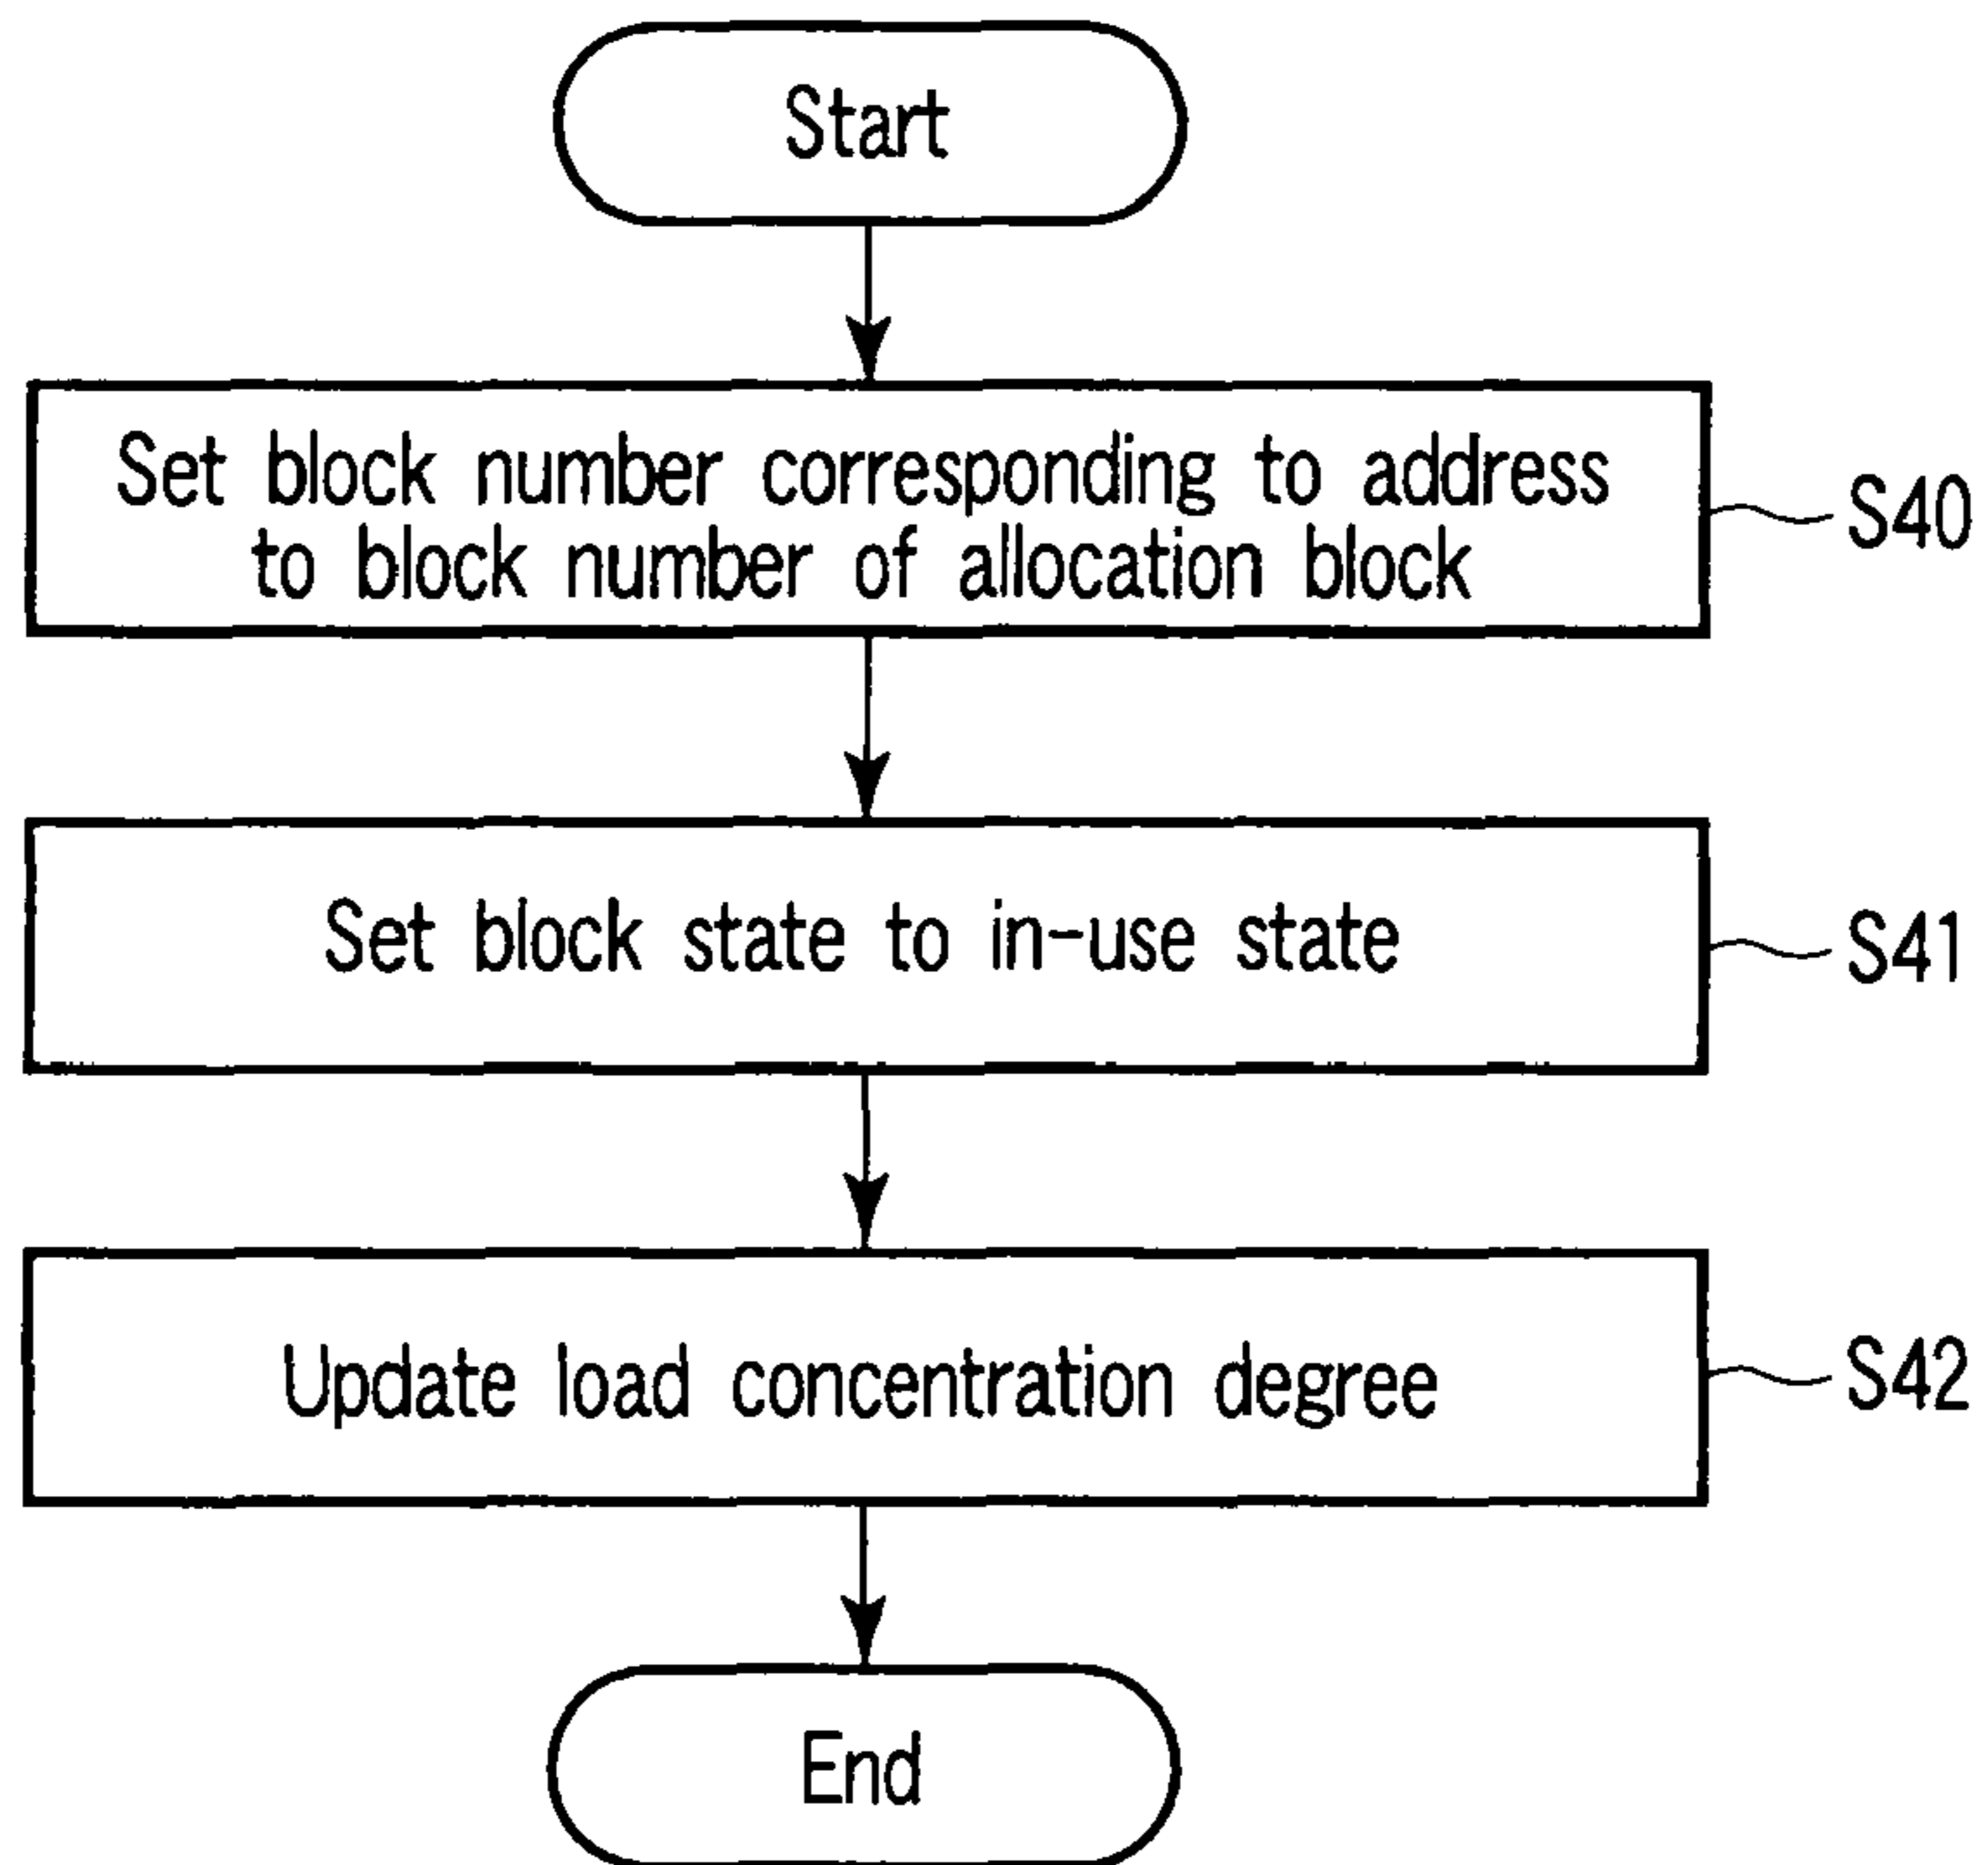 Start
Set block number corresponding to address
to block number of allocation block
S40
Set block state to in-use state
S41
Update load concentration degree
S42
End